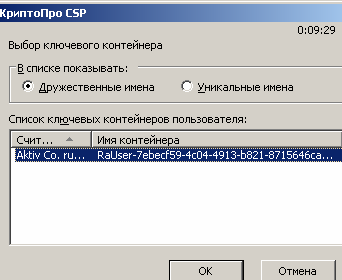 КриптоПро CSP
0:09:29
Выбор ключевого контейнера
В списке показывать:
Дружественные имена Уникальные имена
Список ключевых контейнеров пользователя:
Счит... Имя контейнера
Aktiv Co. ru... RaUser-7ebecf59-4c04-4913-b821-8715646ca...
OK Отмена